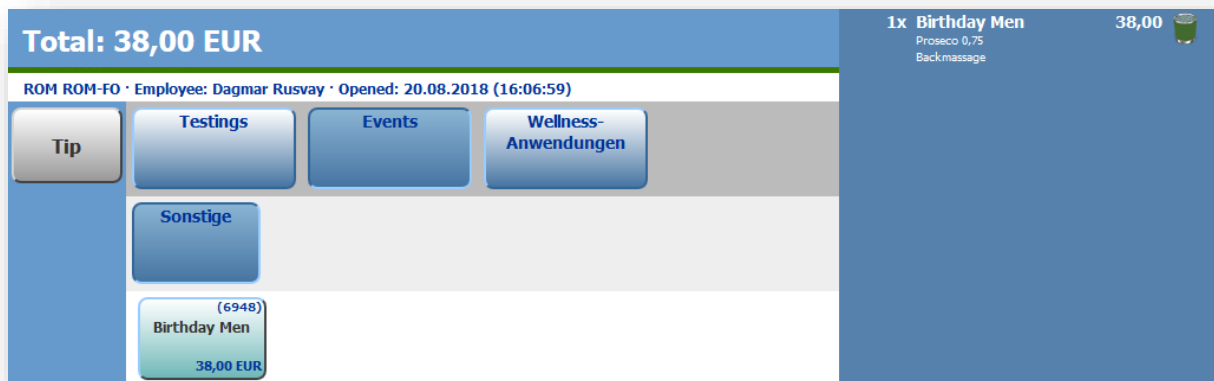 Total: 38,00 EUR
ROM ROM-FO · Employee: Dagmar Rusvay · Opened: 20.08.2018 (16:06:59)
Tip
Testings
Events
Wellness-
Anwendungen
Sonstige
(6948)
Birthday Men
38,00 EUR
1x Birthday Men 38,00
Proseco 0,75
Backmassage